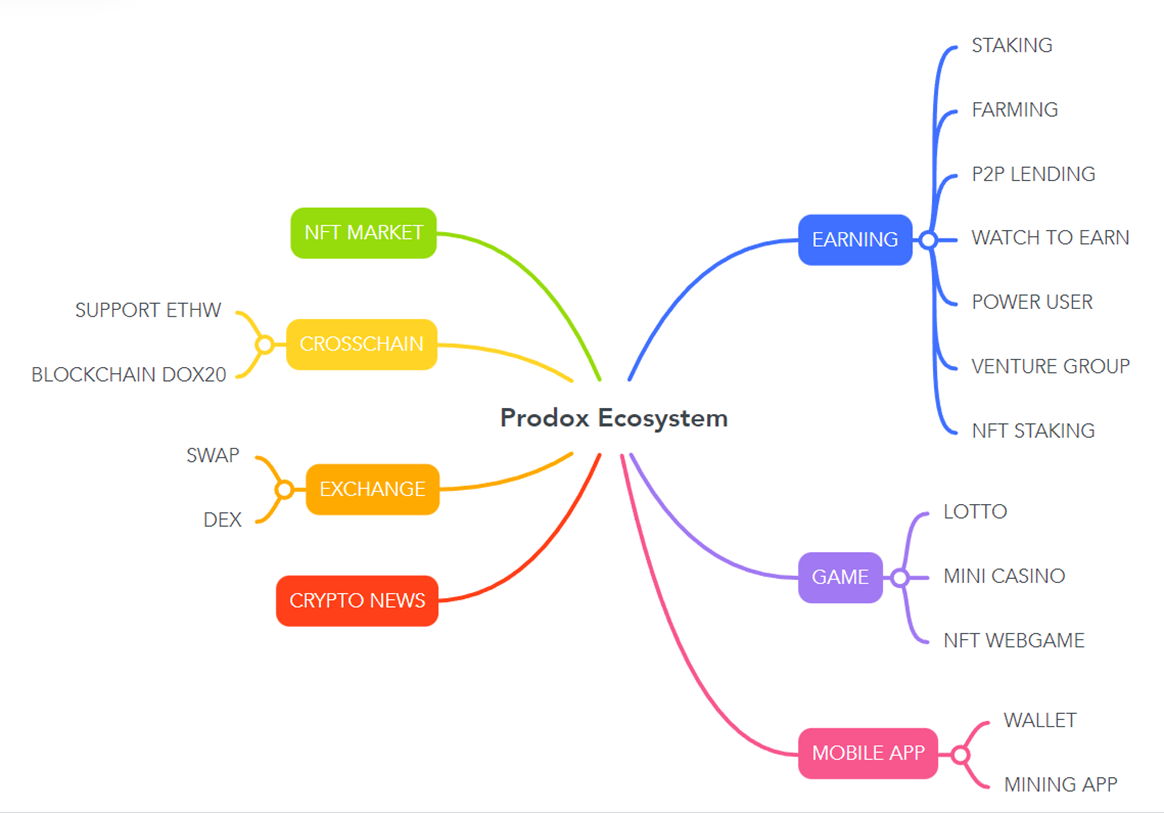 Prodox Ecosystem
NFT MARKET
CROSSCHAIN
SUPPORT ETHW
BLOCKCHAIN DOX20
EXCHANGE
SWAP
DEX
CRYPTO NEWS
EARNING
STAKING
FARMING
P2P LENDING
WATCH TO EARN
POWER USER
VENTURE GROUP
NFT STAKING
GAME
LOTTO
MINI CASINO
NFT WEBGAME
MOBILE APP
WALLET
MINING APP